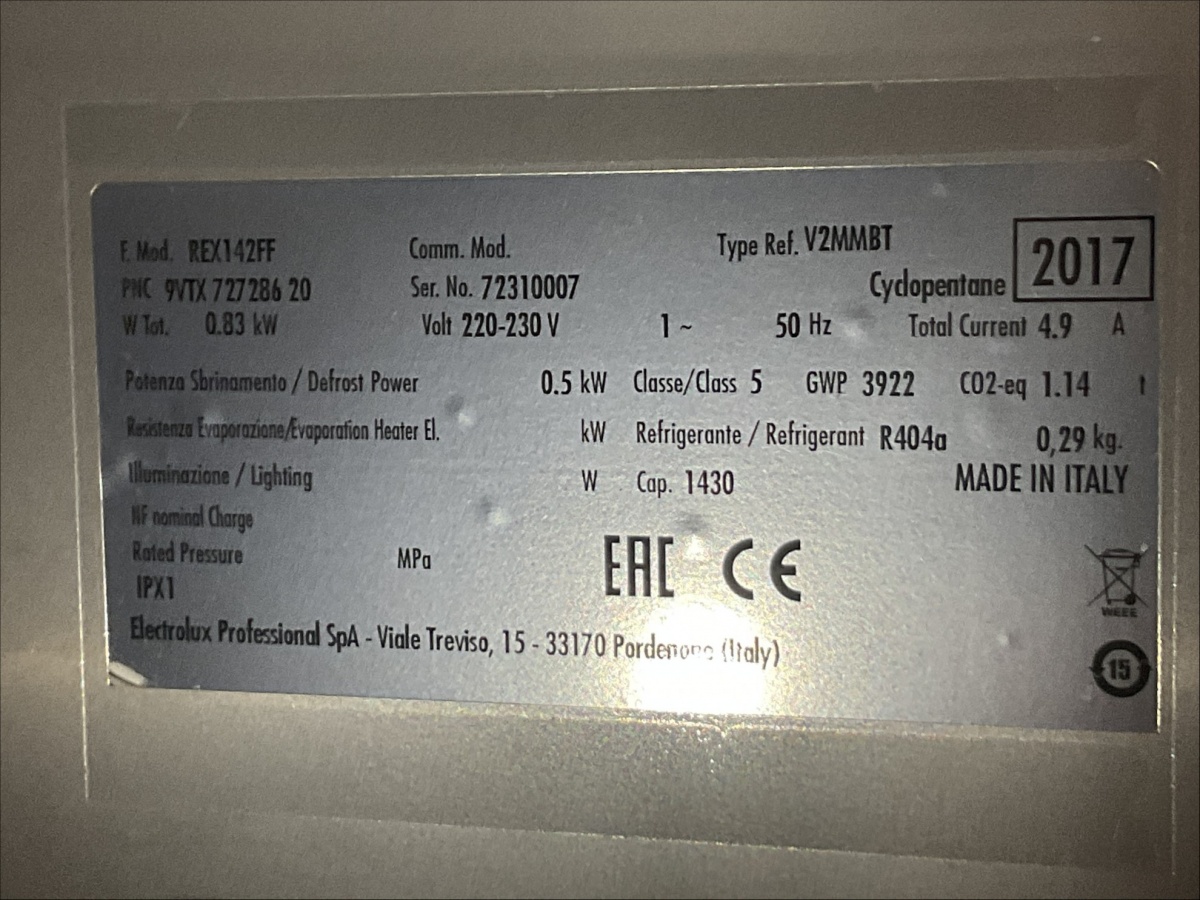 F. Mod. REX142FF Comm. Mod. Type Ref. V2MMBT 2017
PNC 9VTX 727286 20 Ser. No. 72310007 Cyclopentane
W Tot. 0.83 kW Volt 220-230 V 1 ~ 50 Hz Total Current 4.9 A
Potenza Sbrinamento / Defrost Power 0.5 kW Classe/Class 5 GWP 3922 CO2-eq 1.14 t
Resistenza Evaporazione/Evaporation Heater El. kW Refrigerante / Refrigerant R404a 0,29 kg.
Illuminazione / Lighting W Cap. 1430 MADE IN ITALY
NF nominal Charge
Rated Pressure MPa EAC CE
IPX1 WEEE
Electrolux Professional SpA - Viale Treviso, 15 - 33170 Pordenone (Italy)
15